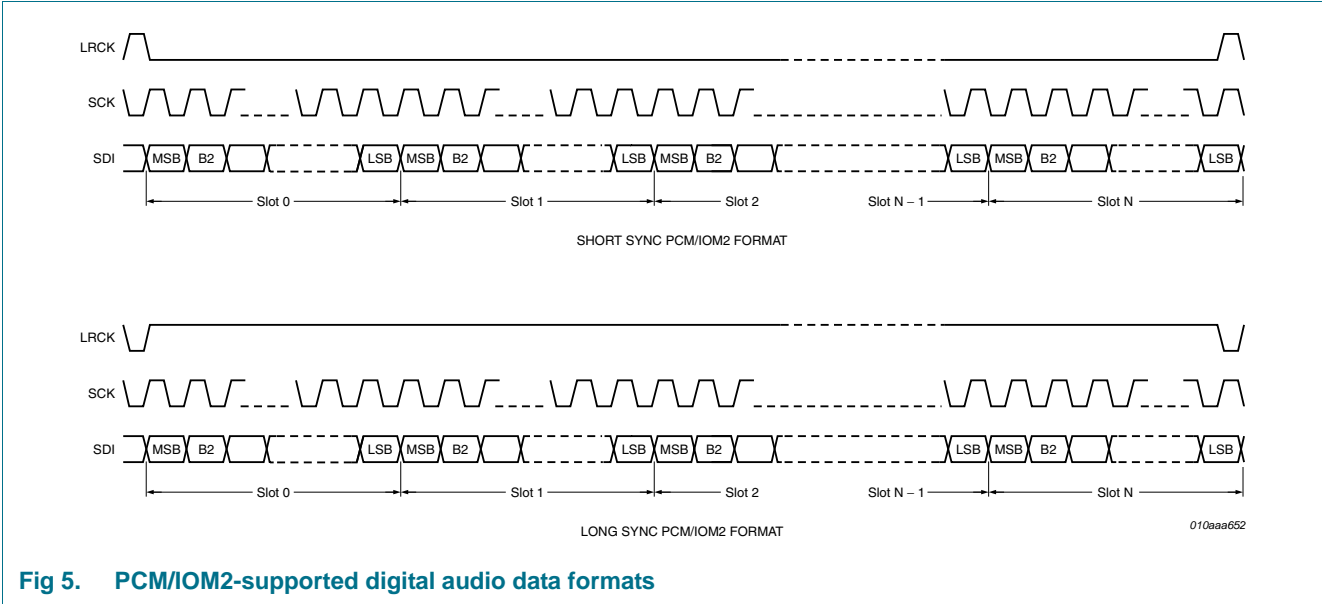 LRCK
SCK
SDI MSB B2 LSB MSB B2 LSB MSB B2 LSB MSB B2 LSB
Slot 0 Slot 1 Slot 2 Slot N − 1 Slot N
SHORT SYNC PCM/IOM2 FORMAT
LRCK
SCK
SDI MSB B2 LSB MSB B2 LSB MSB B2 LSB MSB B2 LSB
Slot 0 Slot 1 Slot 2 Slot N − 1 Slot N
LONG SYNC PCM/IOM2 FORMAT
010aaa652
Fig 5. PCM/IOM2-supported digital audio data formats